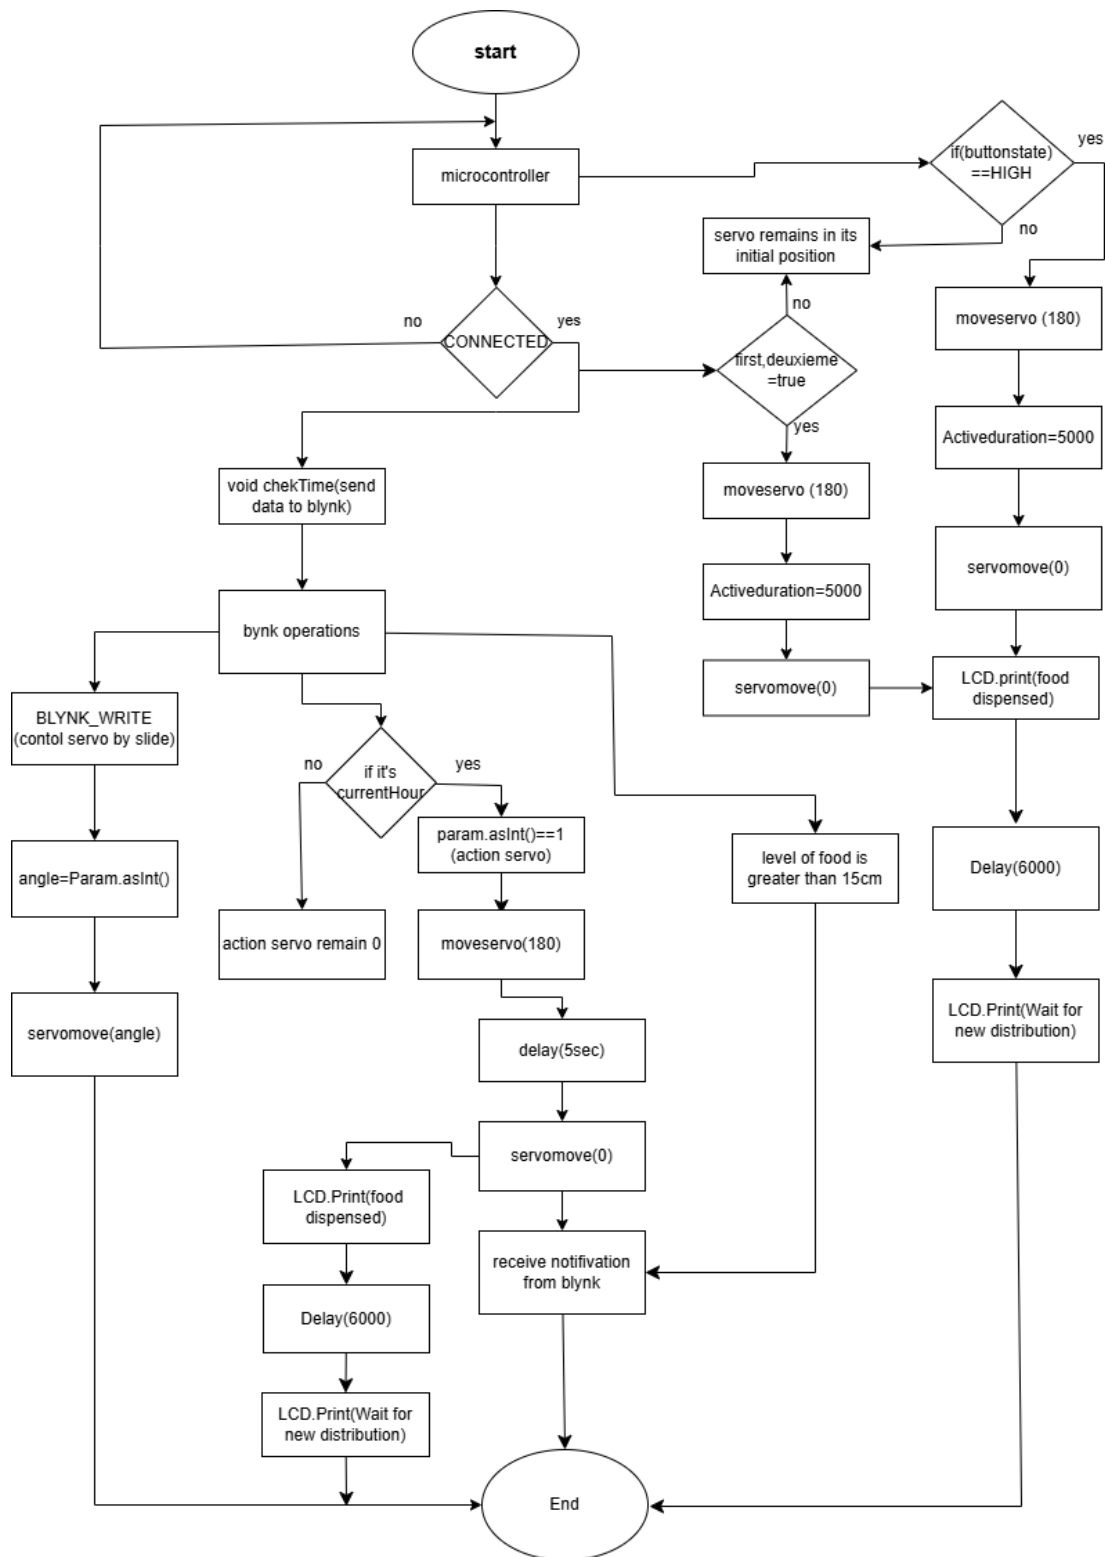 start
microcontroller
if(buttonstate)
==HIGH
yes
no
servo remains in its
initial position
no
CONNECTED
yes
no
first,deuxieme
=true
yes
moveservo (180)
Activeduration=5000
servomove(0)
LCD.print(food
dispensed)
Delay(6000)
LCD.Print(Wait for
new distribution)
void chekTime(send
data to blynk)
moveservo (180)
Activeduration=5000
servomove(0)
bynk operations
BLYNK_WRITE
(contol servo by slide)
angle=Param.asInt()
servomove(angle)
no
if it's
currentHour
yes
action servo remain 0
param.asInt()==1
(action servo)
moveservo(180)
delay(5sec)
servomove(0)
level of food is
greater than 15cm
LCD.Print(food
dispensed)
Delay(6000)
LCD.Print(Wait for
new distribution)
receive notifivation
from blynk
End